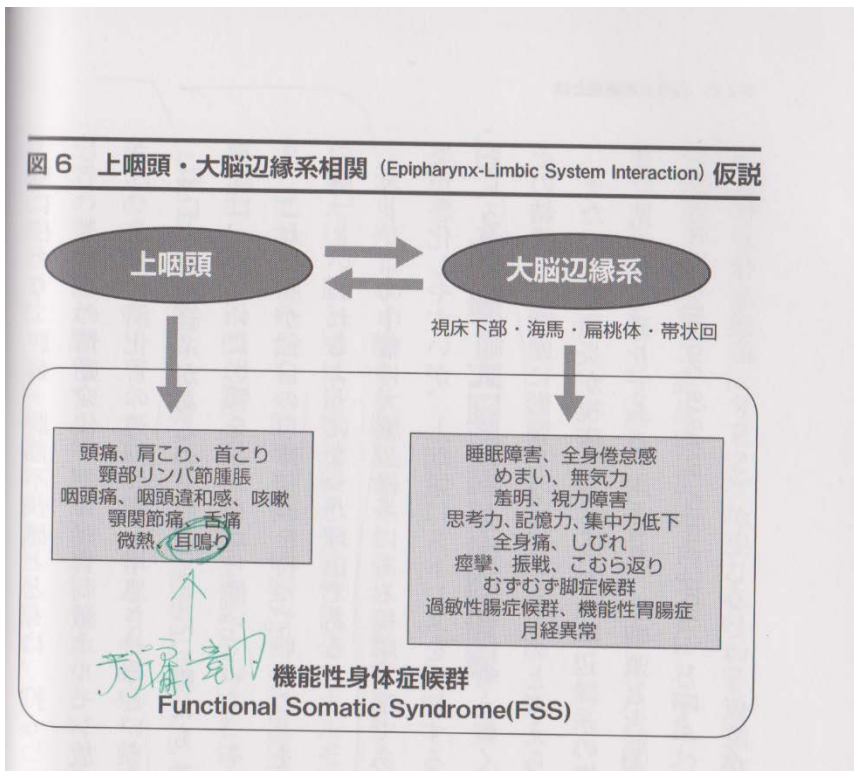 図6 上咽頭・大脳辺縁系相関（Epipharynx-Limbic System Interaction）仮説
上咽頭
大脳辺縁系
視床下部・海馬・扁桃体・帯状回
頭痛、肩こり、首こり
頸部リンパ節腫脹
咽頭痛、咽頭違和感、咳嗽
顎関節痛、舌痛
微熱、耳鳴り
睡眠障害、全身倦怠感
めまい、無気力
羞明、視力障害
思考力、記憶力、集中力低下
全身痛、しびれ
痙攣、振戦、こむら返り
むずむず脚症候群
過敏性腸症候群、機能性胃腸症
月経異常
機能性身体症候群
Functional Somatic Syndrome(FSS)